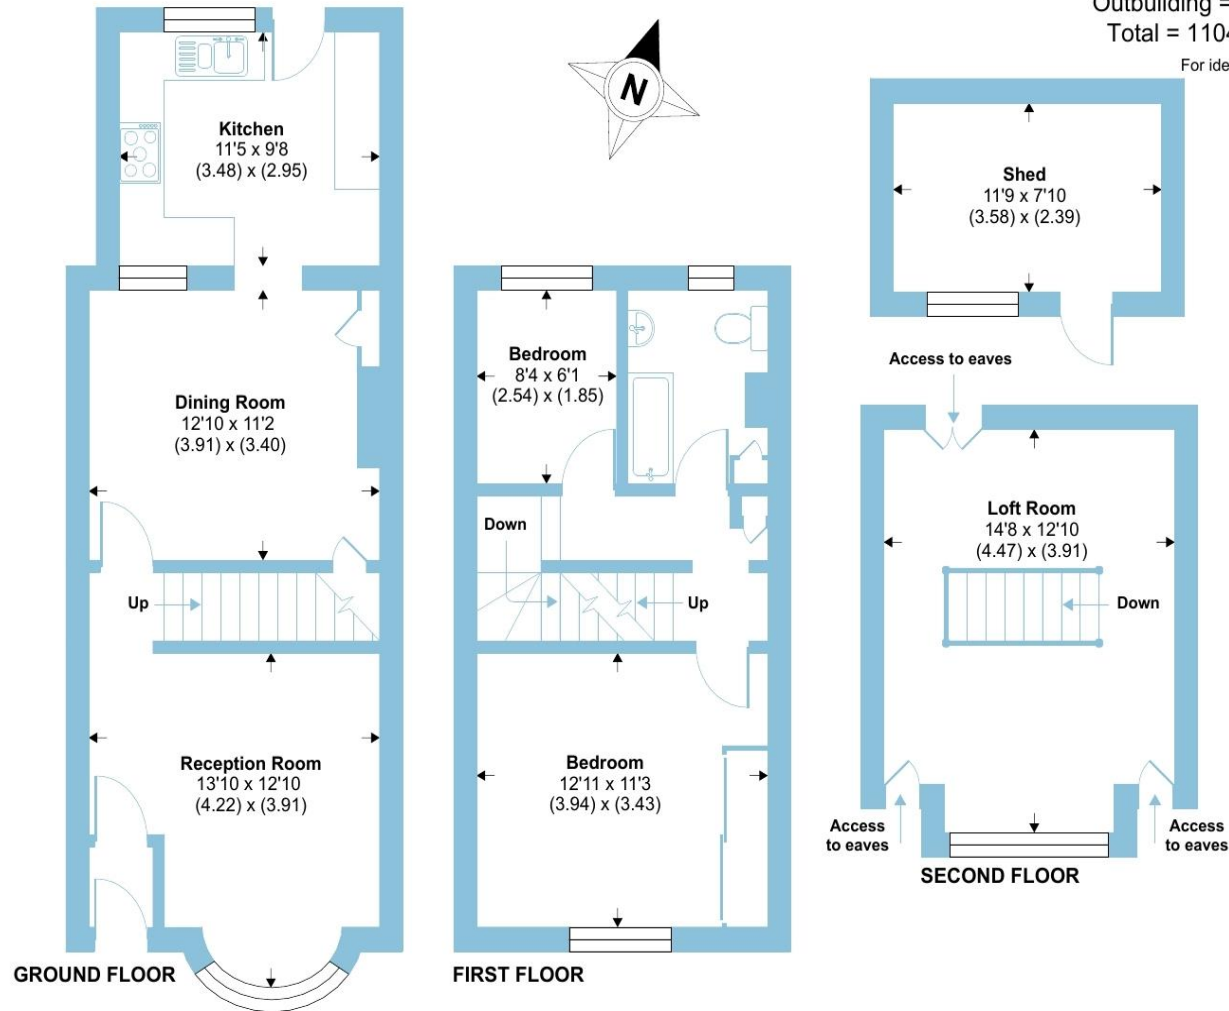 Outbuilding =
Total = 1104
For ide
N
Kitchen
11'5 x 9'8
(3.48) x (2.95)
Shed
11'9 x 7'10
(3.58) x (2.39)
Dining Room
12'10 x 11'2
(3.91) x (3.40)
Up
Reception Room
13'10 x 12'10
(4.22) x (3.91)
GROUND FLOOR
Bedroom
8'4 x 6'1
(2.54) x (1.85)
Down
Up
Bedroom
12'11 x 11'3
(3.94) x (3.43)
FIRST FLOOR
Access to eaves
Loft Room
14'8 x 12'10
(4.47) x (3.91)
Down
Access
to eaves
Access
to eaves
SECOND FLOOR